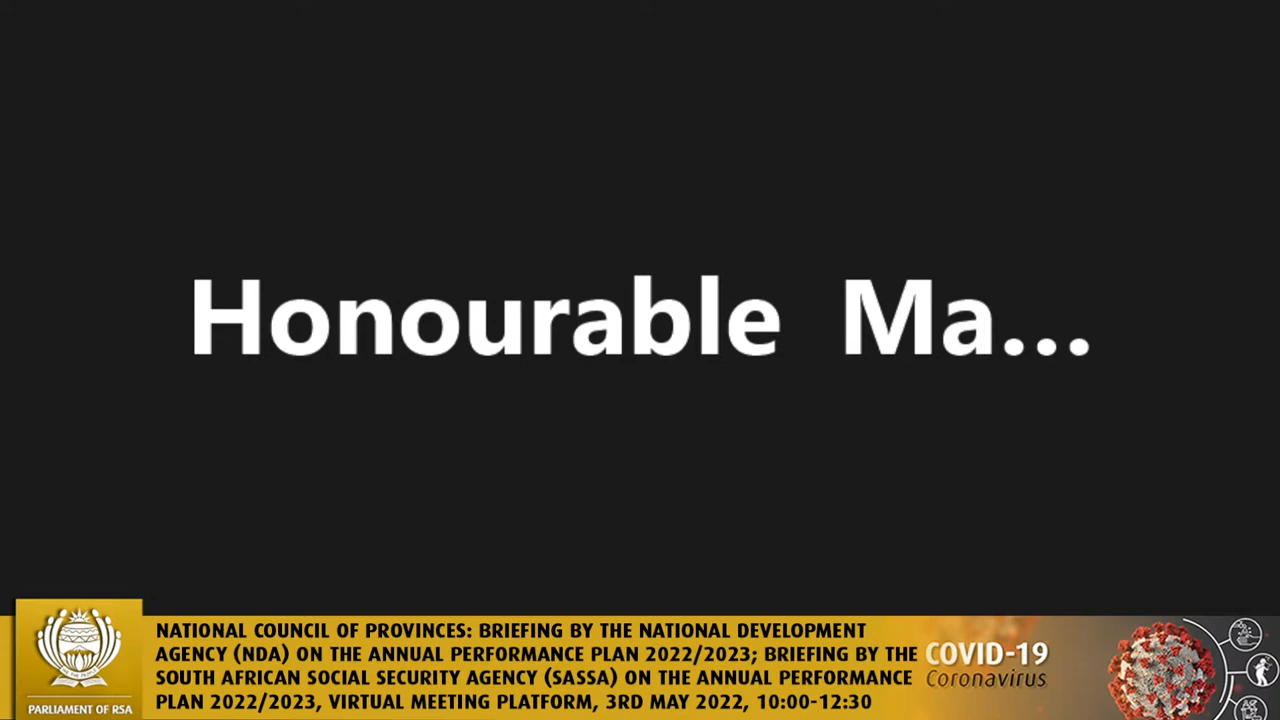 Honourable Ma...
NATIONAL COUNCIL OF PROVINCES: BRIEFING BY THE NATIONAL DEVELOPMENT
AGENCY (NDA) ON THE ANNUAL PERFORMANCE PLAN 2022/2023; BRIEFING BY THE
SOUTH AFRICAN SOCIAL SECURITY AGENCY (SASSA) ON THE ANNUAL PERFORMANCE
PLAN 2022/2023, VIRTUAL MEETING PLATFORM, 3RD MAY 2022, 10:00-12:30
PARLIAMENT OF RSA
COVID-19
Coronavirus